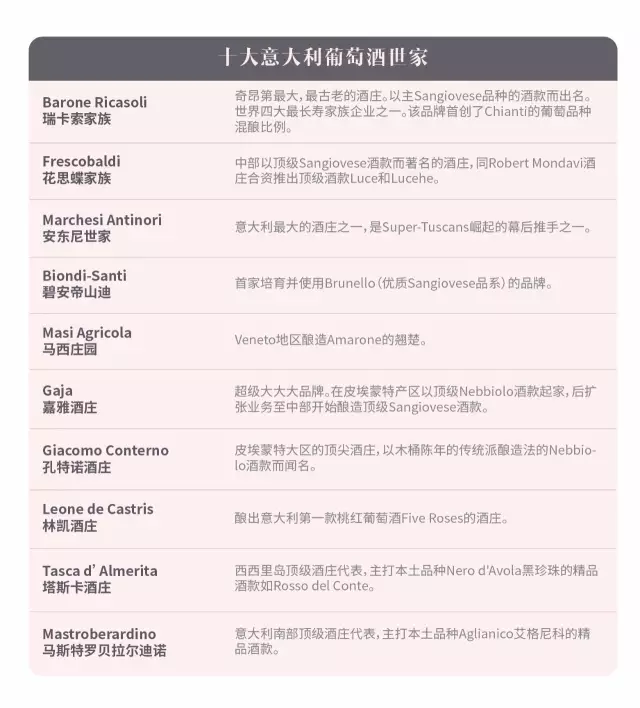 十大意大利葡萄酒世家
Barone Ricasoli
瑞卡索家族
奇昂第最大，最古老的酒庄。以主Sangiovese品种的酒款而出名。
世界四大最长寿家族企业之一。该品牌首创了Chianti的葡萄品种
混酿比例。
Frescobaldi
花思蝶家族
中部以顶级Sangiovese酒款而著名的酒庄，同Robert Mondavi酒
庄合资推出顶级酒款Luce和Lucehe。
Marchesi Antinori
安东尼世家
意大利最大的酒庄之一，是Super-Tuscans崛起的幕后推手之一。
Biondi-Santi
碧安帝山迪
首家培育并使用Brunello（优质Sangiovese品系）的品牌。
Masi Agricola
马西庄园
Veneto地区酿造Amarone的翘楚。
Gaja
嘉雅酒庄
超级大大大品牌。在皮埃蒙特产区以顶级Nebbiolo酒款起家，后扩
张业务至中部开始酿造顶级Sangiovese酒款。
Giacomo Conterno
孔特诺酒庄
皮埃蒙特大区的顶尖酒庄，以木桶陈年的传统派酿造法的Nebbio-
lo酒款而闻名。
Leone de Castris
林凯酒庄
酿出意大利第一款桃红葡萄酒Five Roses的酒庄。
Tasca d’ Almerita
塔斯卡酒庄
西西里岛顶级酒庄代表，主打本土品种Nero d'Avola黑珍珠的精品
酒款如Rosso del Conte。
Mastroberardino
马斯特罗贝拉尔迪诺
意大利南部顶级酒庄代表，主打本土品种Aglianico艾格尼科的精
品酒款。